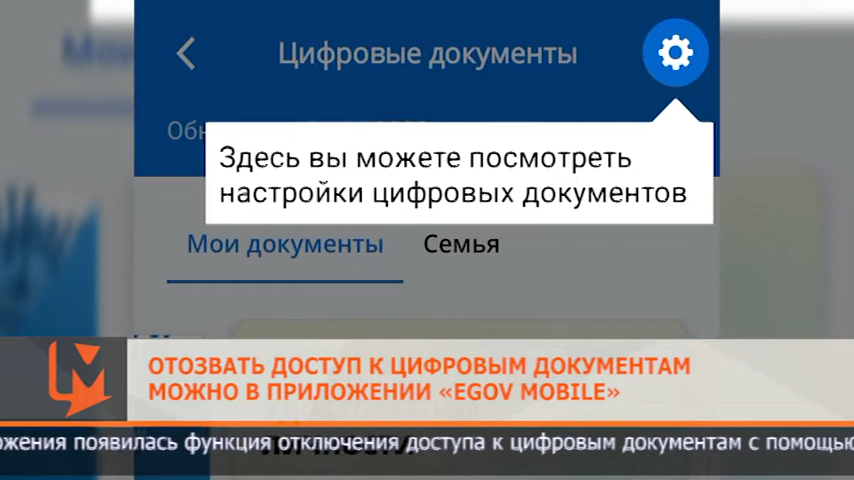 Цифровые документы
Здесь вы можете посмотреть
настройки цифровых документов
Мои документы Семья
ОТОЗВАТЬ ДОСТУП К ЦИФРОВЫМ ДОКУМЕНТАМ
МОЖНО В ПРИЛОЖЕНИИ «EGOV MOBILE»
ожения появилась функция отключения доступа к цифровым документам с помощью